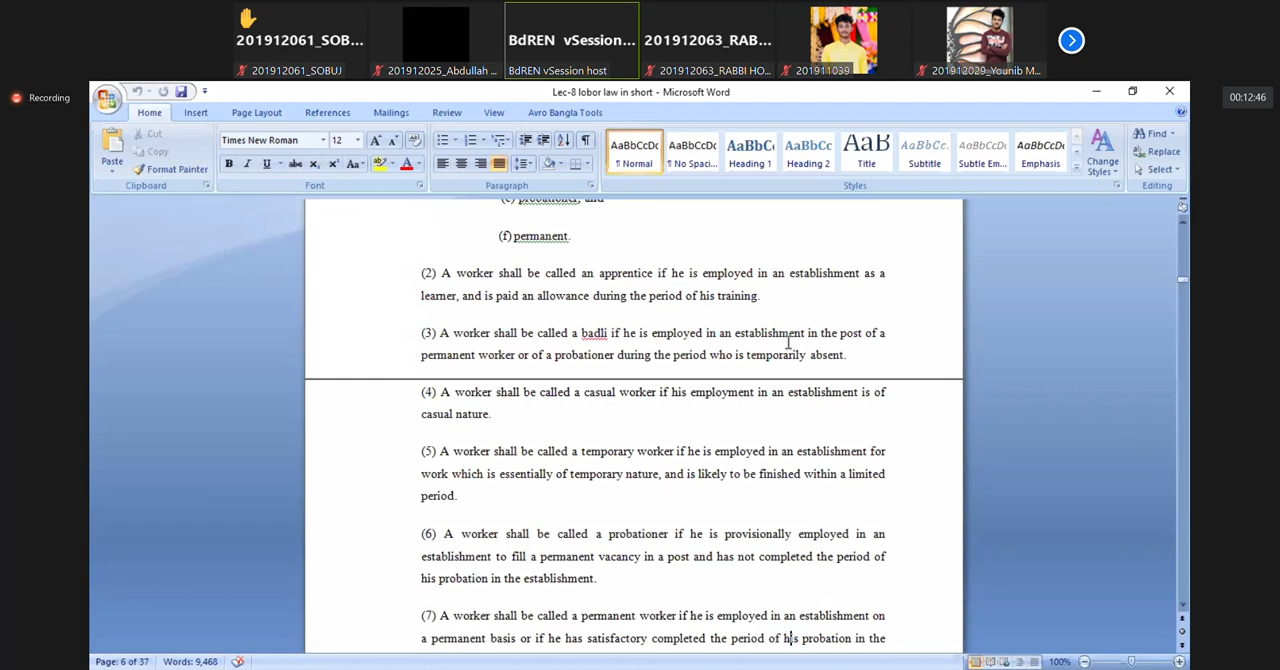 201912061_SOB...
BdREN vSession...
201912063_RAB...
201912061_SOBUJ
201912025_Abdullah ...
BdREN vSession host
201912063_RABBI HO...
201911039
201912029_Younib M...
Recording
00:12:46
Lec-8 lobor law in short - Microsoft Word
Home
Insert
Page Layout
References
Mailings
Review
View
Avro Bangla Tools
Paste
Cut
Copy
Format Painter
Clipboard
Times New Roman
12
Font
Paragraph
AaBbCcDc
¶ Normal
AaBbCcDc
¶ No Spaci...
AaBbC
Heading 1
AaBbCc
Heading 2
AaB
Title
AaBbCc.
Subtitle
AaBbCcDc
Subtle Em...
AaBbCcDc
Emphasis
Change
Styles
Styles
Find
Replace
Select
Editing
(e) probationer, and
(f) permanent.
(2) A worker shall be called an apprentice if he is employed in an establishment as a
learner, and is paid an allowance during the period of his training.
(3) A worker shall be called a badli if he is employed in an establishment in the post of a
permanent worker or of a probationer during the period who is temporarily absent.
(4) A worker shall be called a casual worker if his employment in an establishment is of
casual nature.
(5) A worker shall be called a temporary worker if he is employed in an establishment for
work which is essentially of temporary nature, and is likely to be finished within a limited
period.
(6) A worker shall be called a probationer if he is provisionally employed in an
establishment to fill a permanent vacancy in a post and has not completed the period of
his probation in the establishment.
(7) A worker shall be called a permanent worker if he is employed in an establishment on
a permanent basis or if he has satisfactory completed the period of his probation in the
Page: 6 of 37
Words: 9,468
100%